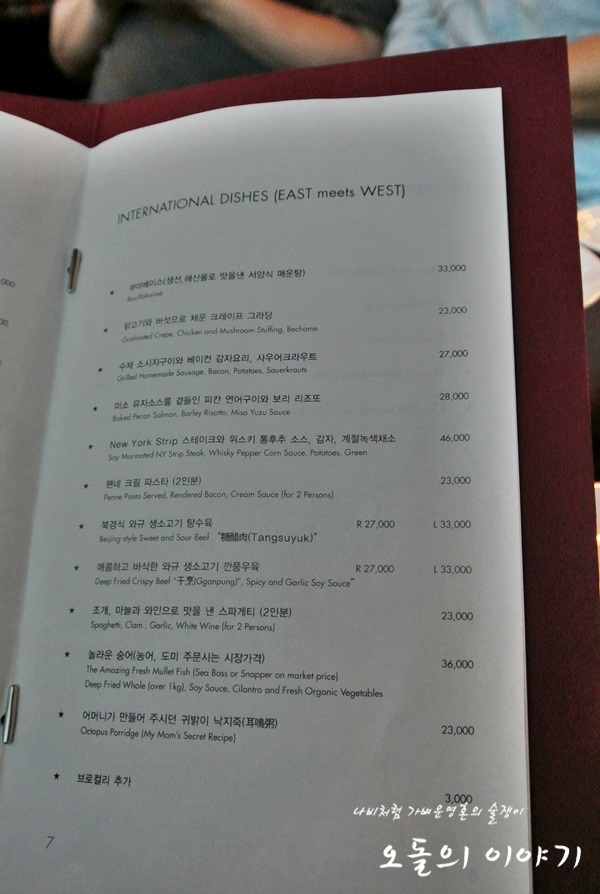 INTERNATIONAL DISHES (EAST meets WEST)
★ 부야베이스(생선,해산물로 맛을낸 서양식 매운탕) 33,000
Bouillabaisse
★ 닭고기와 버섯으로 채운 크레이프 그라당 23,000
Gratinated Crepe, Chicken and Mushroom Stuffing, Bechame
★ 수제 소시지구이와 베이컨 감자요리, 사우어크라우트 27,000
Grilled Homemade Sausage, Bacon, Potatoes, Sauerkrauts
★ 미소 유자소스를 곁들인 피칸 연어구이와 보리 리조또 28,000
Baked Pecan Salmon, Barley Risotto, Miso Yuzu Sauce
★ New York Strip 스테이크와 위스키 통후추 소스, 감자, 계절녹색채소 46,000
Soy Marinated NY Strip Steak, Whisky Pepper Corn Sauce, Potatoes, Green
★ 펜네 크림 파스타 (2인분) 23,000
Penne Pasta Served, Rendered Bacon, Cream Sauce (for 2 Persons)
★ 북경식 와규 생소고기 탕수육 R 27,000 L 33,000
Beijing style Sweet and Sour Beef "糖醋肉(Tangsuyuk)"
★ 매콤하고 바삭한 와규 생소고기 깐풍우육 R 27,000 L 33,000
Deep Fried Crispy Beef "干烹(Gganpung)", Spicy and Garlic Soy Sauce"
★ 조개, 마늘과 와인으로 맛을 낸 스파게티 (2인분) 23,000
Spaghetti, Clam , Garlic, White Wine (for 2 Persons)
★ 놀라운 숭어(농어, 도미 주문시는 시장가격) 36,000
The Amazing Fresh Mullet Fish (Sea Bass or Snapper on market price)
Deep Fried Whole (over 1kg), Soy Sauce, Cilantro and Fresh Organic Vegetables
★ 어머니가 만들어 주시던 귀밝이 낙지죽(耳鳴粥) 23,000
Octopus Porridge (My Mom's Secret Recipe)
★ 브로컬리 추가 3,000
7
나비처럼 가벼운영혼의 술쟁이
오돌의 이야기